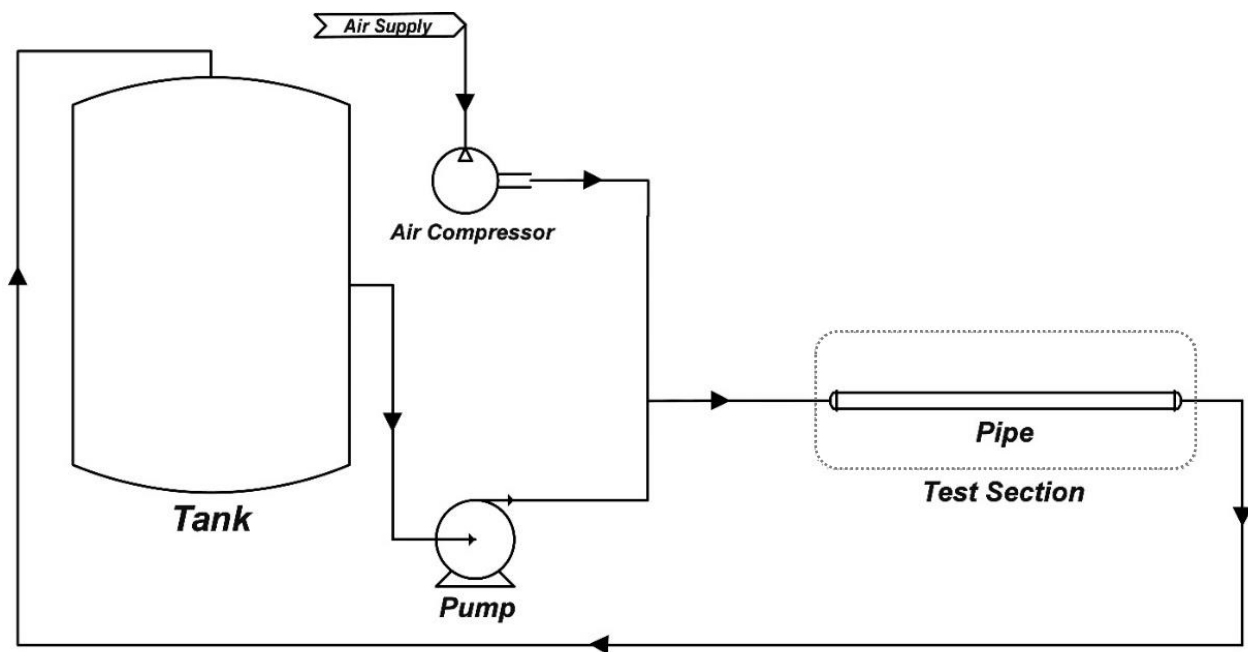 Air Supply
Air Compressor
Tank
Pump
Pipe
Test Section